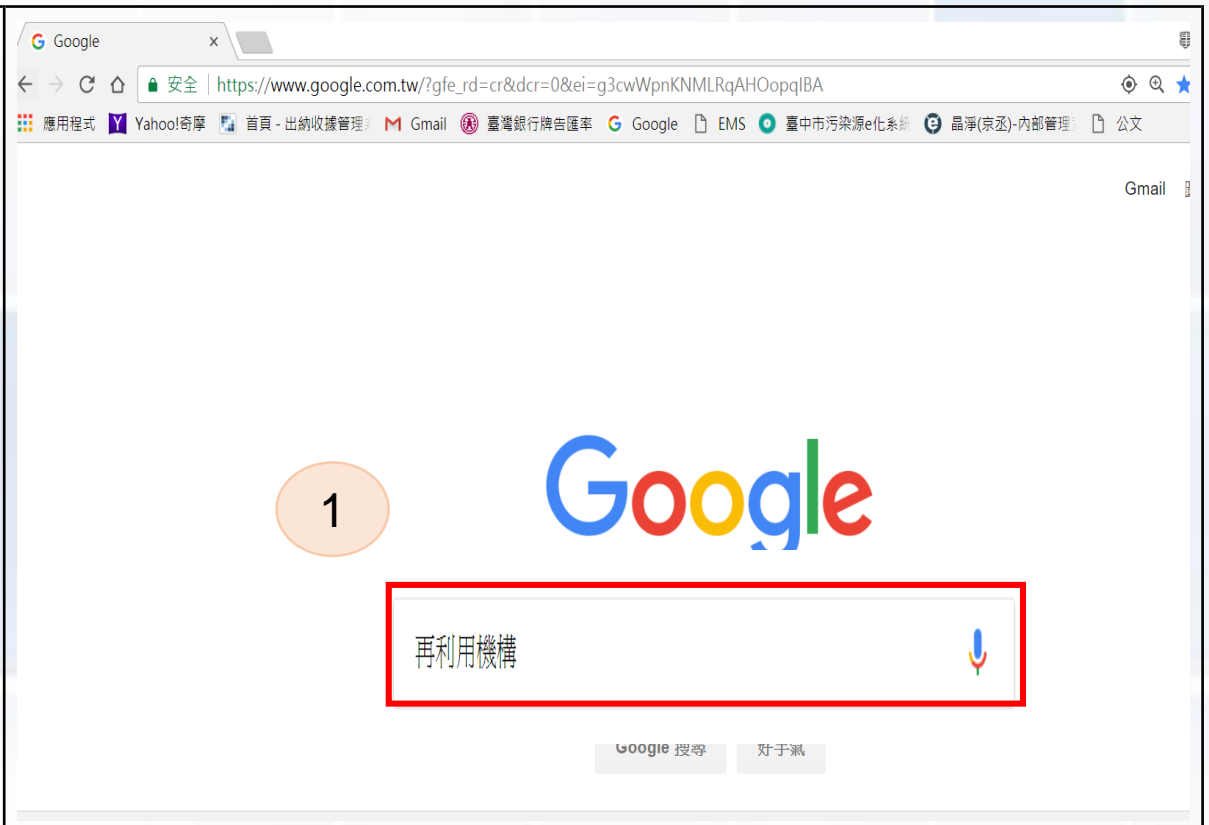 Google
安全 https://www.google.com.tw/?gfe_rd=cr&dcr=0&ei=g3cwWpnKNMLRqAHOopqIBA
應用程式 Yahoo!奇摩 首頁 - 出納收據管理 Gmail 臺灣銀行牌告匯率 Google EMS 臺中市污染源e化系統 晶淨(京丞)-內部管理 公文
Gmail
1
Google
再利用機構
Google 搜尋 好手氣